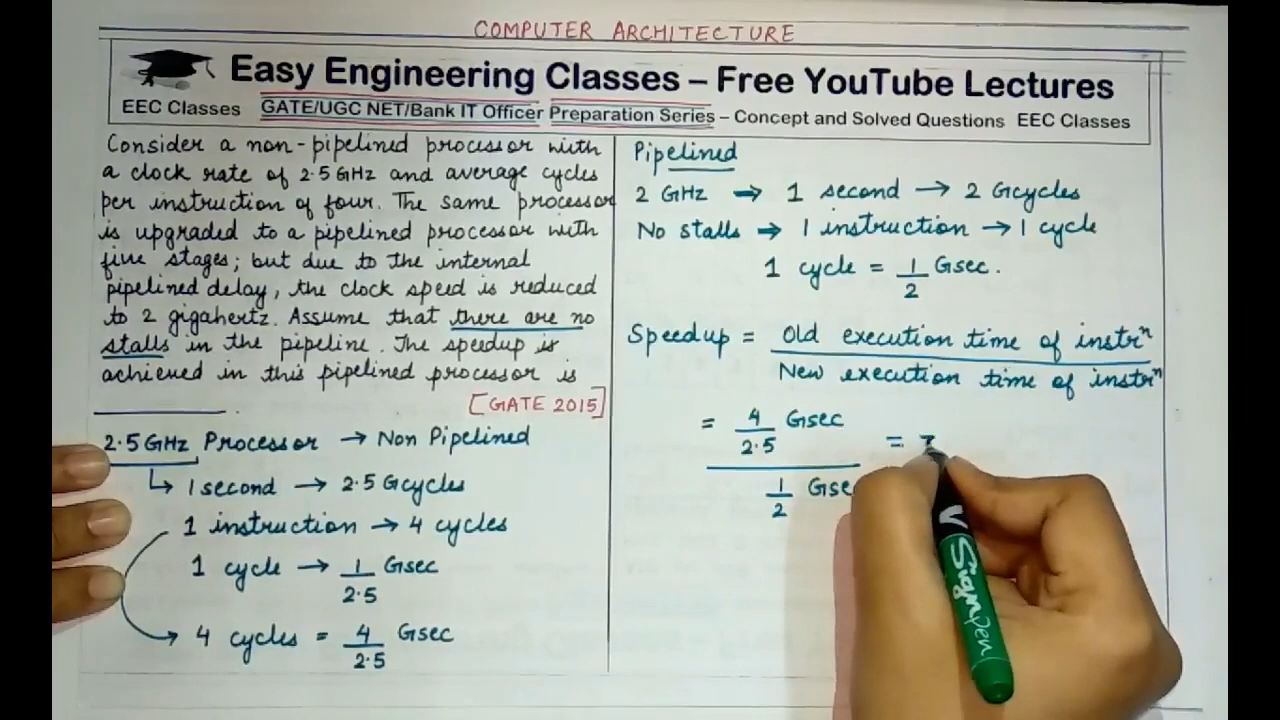 COMPUTER ARCHITECTURE
Easy Engineering Classes – Free YouTube Lectures
EEC Classes GATE/UGC NET/Bank IT Officer Preparation Series – Concept and Solved Questions EEC Classes
Consider a non-pipelined processor with
a clock rate of 2.5 GHz and average cycles
per instruction of four. The same processor
is upgraded to a pipelined processor with
five stages; but due to the internal
pipelined delay, the clock speed is reduced
to 2 gigahertz. Assume that there are no
stalls in the pipeline. The speedup is
achieved in this pipelined processor is
__________ . [GATE 2015]
2.5 GHz Processor → Non Pipelined
↳ 1 second → 2.5 Gcycles
1 instruction → 4 cycles
1 cycle → 1/2.5 Gsec
→ 4 cycles = 4/2.5 Gsec
Pipelined
2 GHz → 1 second → 2 Gcycles
No stalls → 1 instruction → 1 cycle
1 cycle = 1/2 Gsec.
Speedup = Old execution time of instrⁿ
New execution time of instrⁿ
= 4/2.5 Gsec =
1/2 Gse
Sign Pen